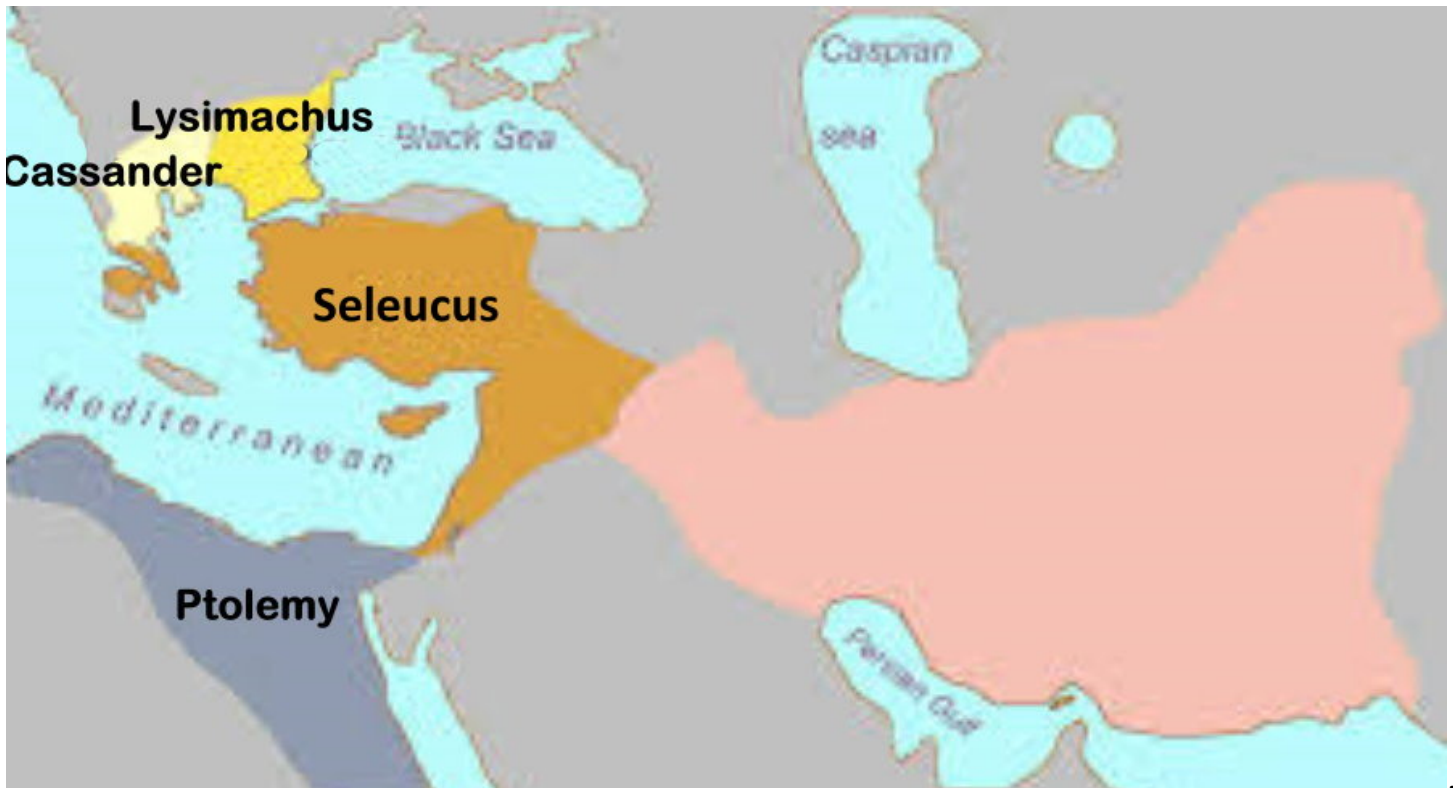 Caspian
sea
Lysimachus
Black Sea
Cassander
Seleucus
Mediterranean
Ptolemy
Persian Gulf